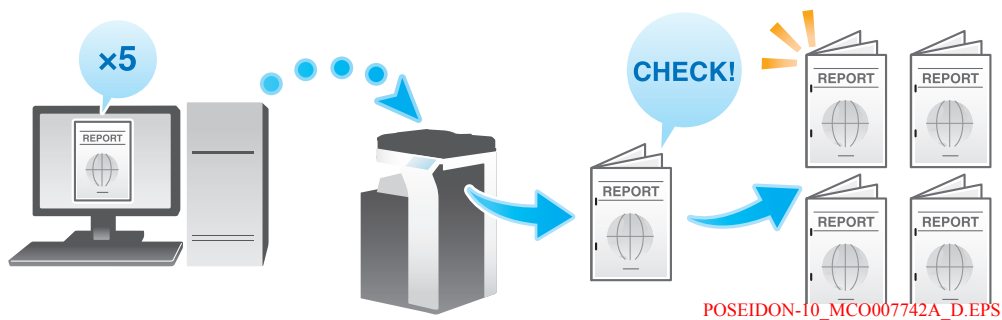 ×5
REPORT
CHECK!
REPORT
REPORT
REPORT
REPORT
REPORT
POSEIDON-10_MCO007742A_D.EPS